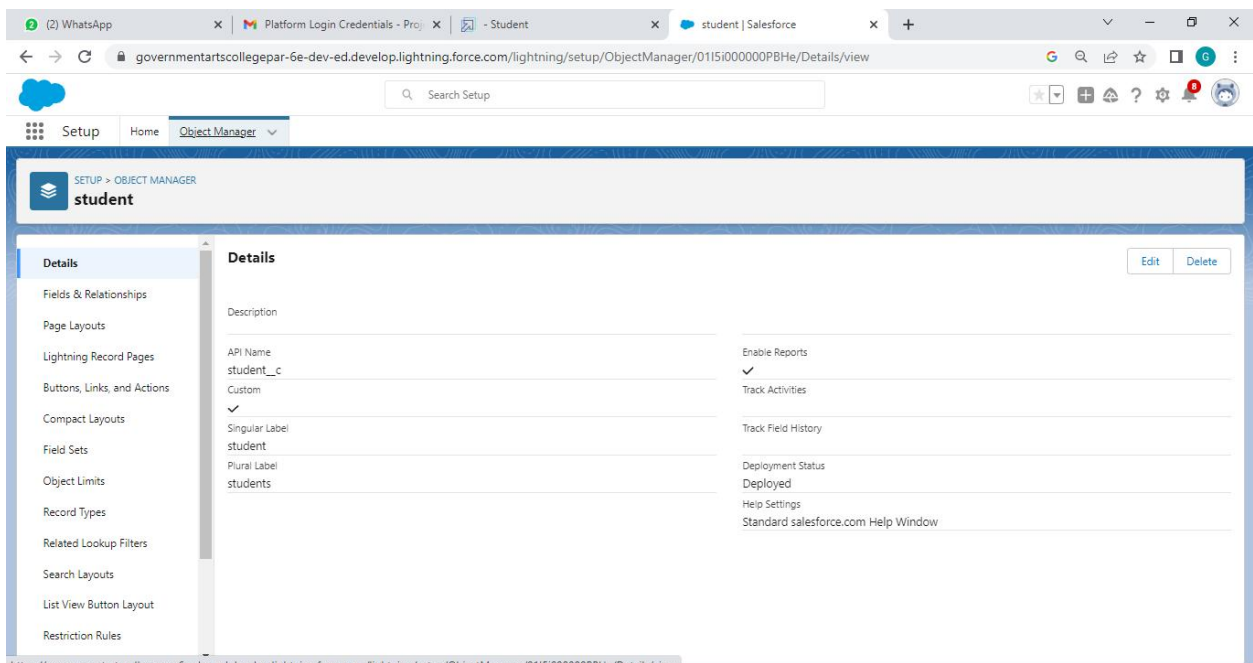 (2) WhatsApp
Platform Login Credentials - Proj
- Student
student | Salesforce
governmentartscollegepar-6e-dev-ed.develop.lightning.force.com/lightning/setup/ObjectManager/01I5i000000PBHe/Details/view
G
Search Setup
8
Setup
Home
Object Manager
SETUP > OBJECT MANAGER
student
Details
Fields & Relationships
Page Layouts
Lightning Record Pages
Buttons, Links, and Actions
Compact Layouts
Field Sets
Object Limits
Record Types
Related Lookup Filters
Search Layouts
List View Button Layout
Restriction Rules
Details
Edit
Delete
Description
API Name
student__c
Custom
Singular Label
student
Plural Label
students
Enable Reports
Track Activities
Track Field History
Deployment Status
Deployed
Help Settings
Standard salesforce.com Help Window